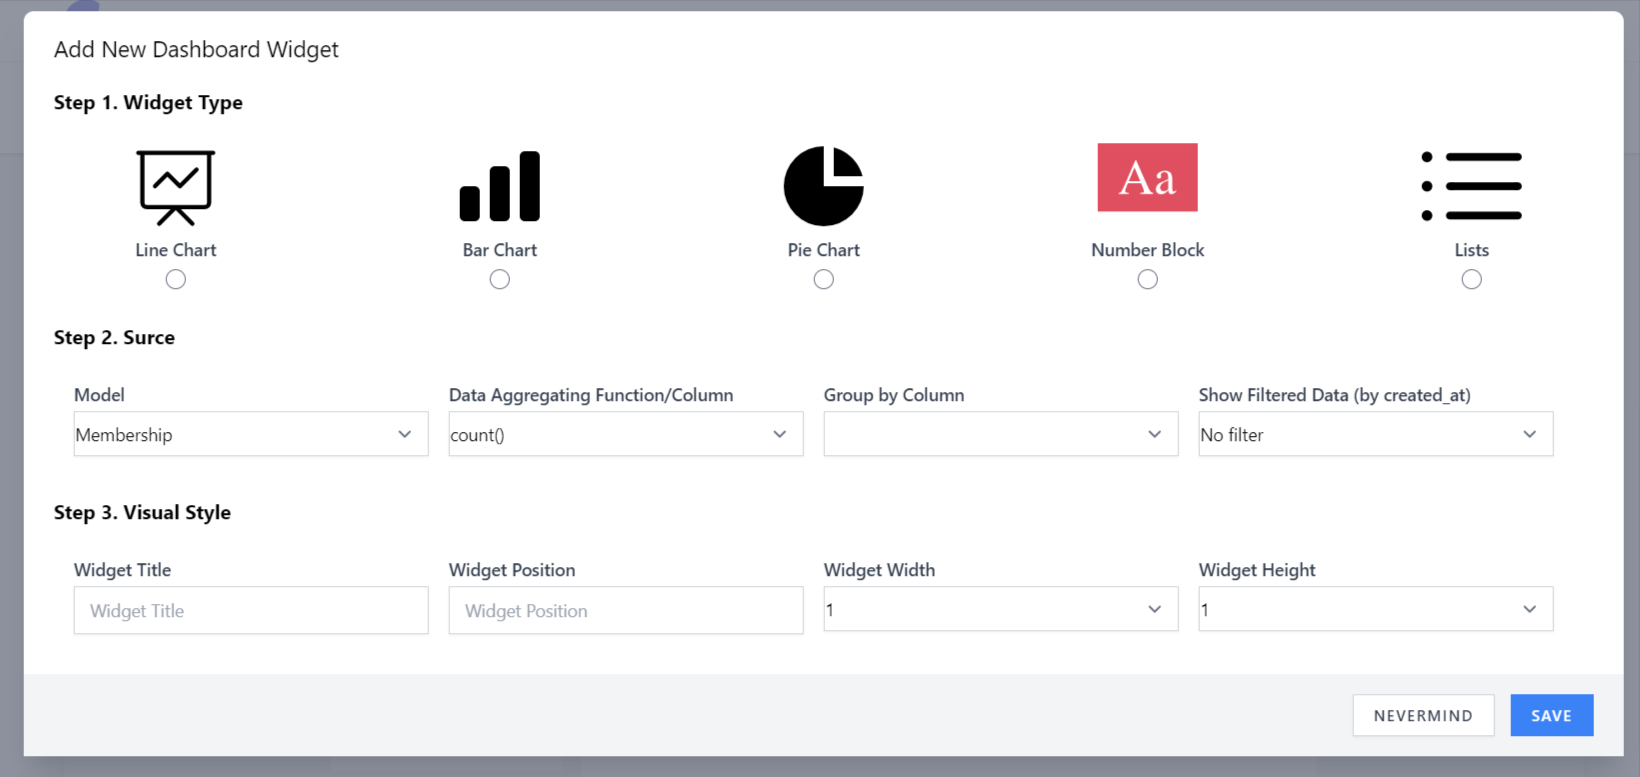 Add New Dashboard Widget
Step 1. Widget Type
Aa
Line Chart Bar Chart Pie Chart Number Block Lists
Step 2. Surce
Model Data Aggregating Function/Column Group by Column Show Filtered Data (by created_at)
Membership count() No filter
Step 3. Visual Style
Widget Title Widget Position Widget Width Widget Height
Widget Title Widget Position 1 1
NEVERMIND SAVE